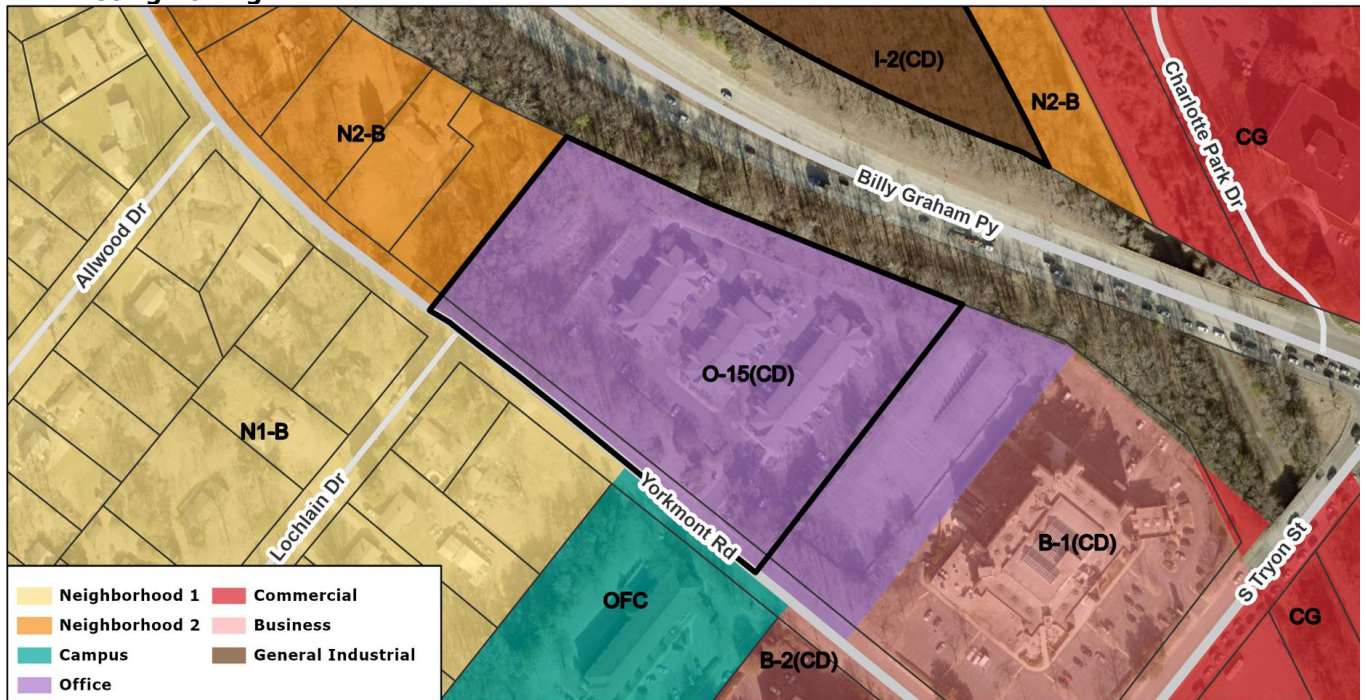 I-2(CD)
N2-B
N2-B
CG
Charlotte Park Dr
Billy Graham Py
Allwood Dr
O-15(CD)
N1-B
Lochlain Dr
Yorkmont Rd
B-1(CD)
S Tryon St
OFC
CG
B-2(CD)
Neighborhood 1
Neighborhood 2
Campus
Office
Commercial
Business
General Industrial